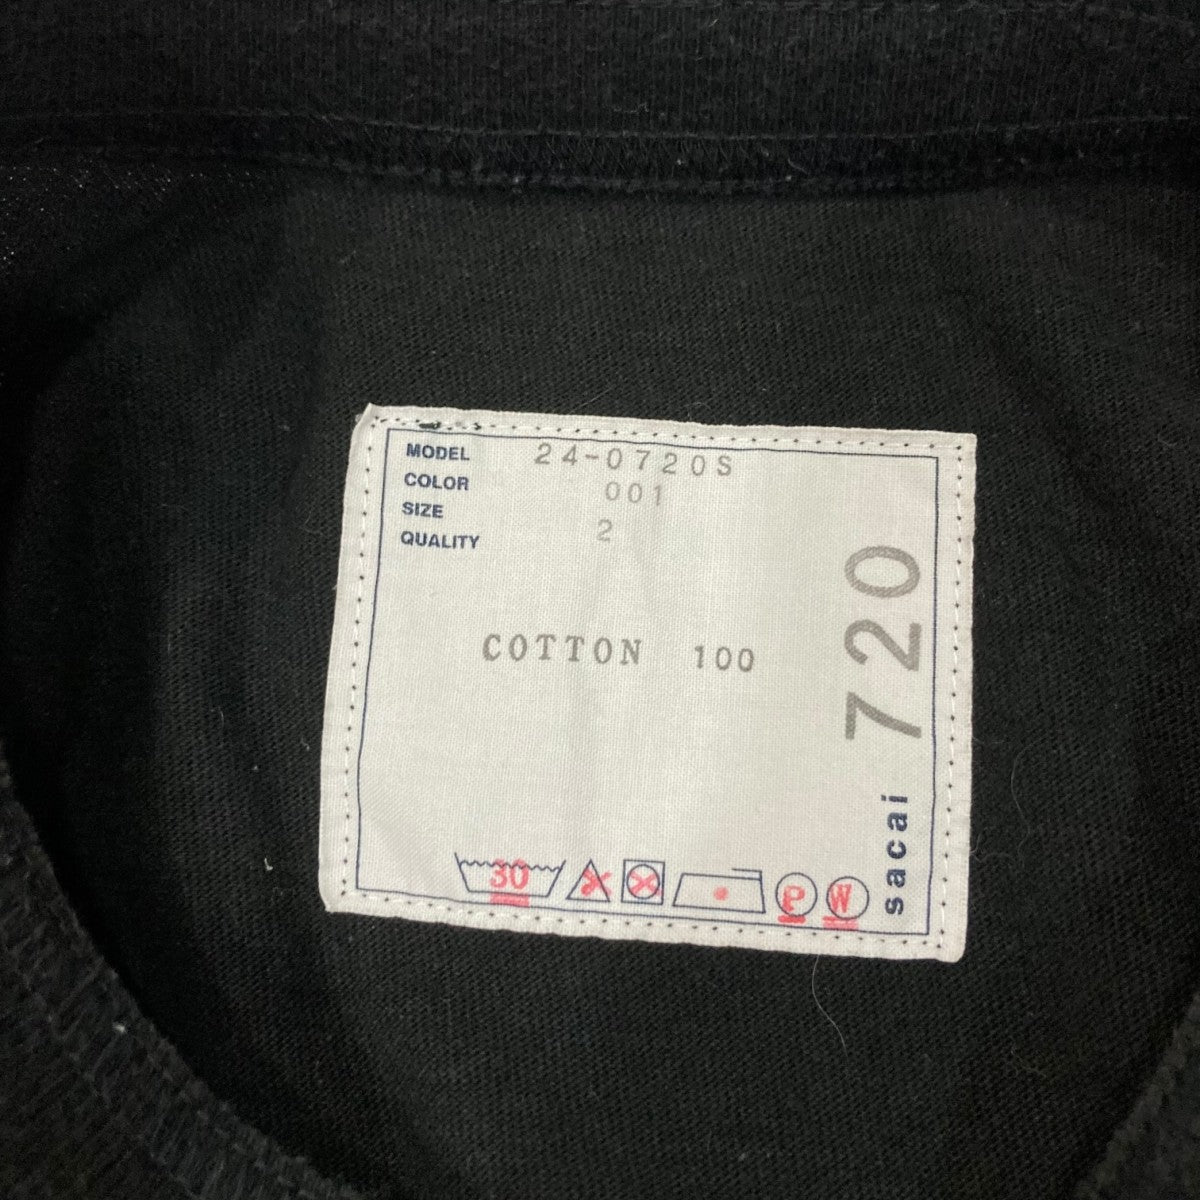 MODEL 24-0720S
COLOR 001
SIZE 2
QUALITY
COTTON 100
720
sacai
30 P W